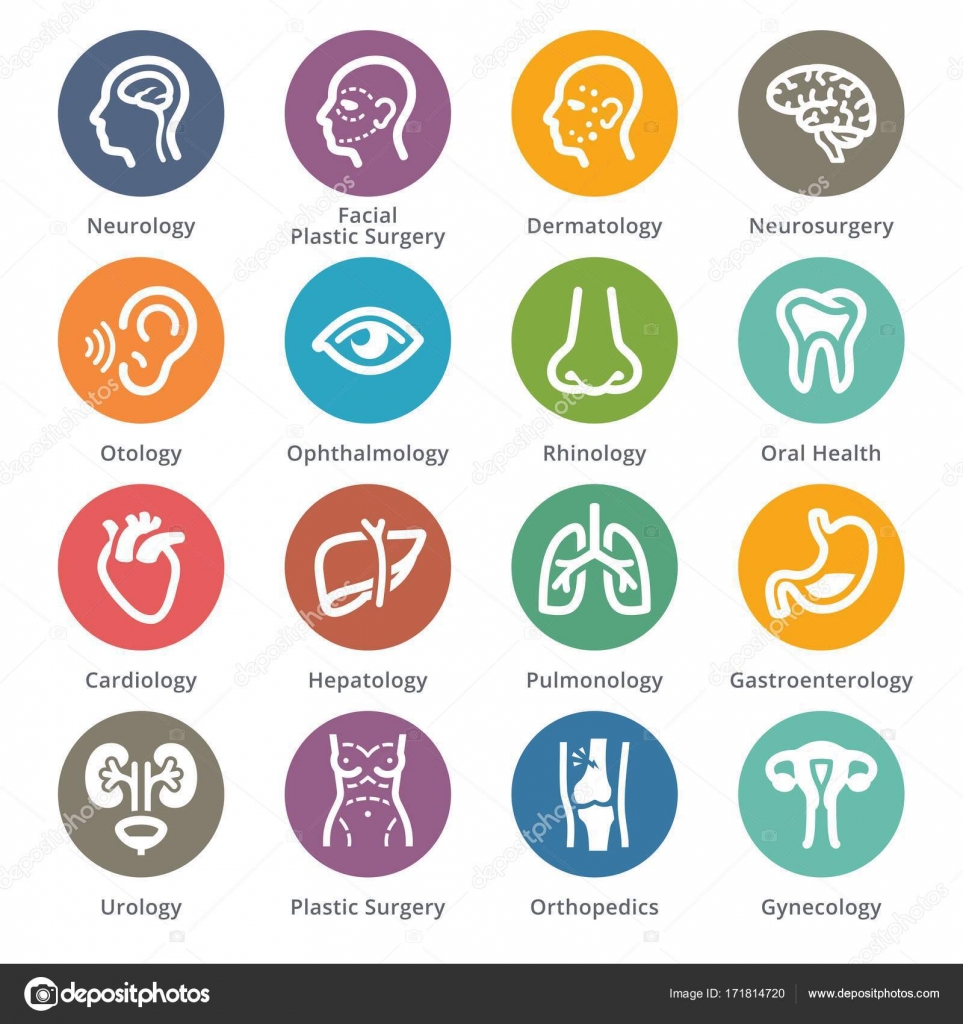 Neurology
Facial
Plastic Surgery
Dermatology
Neurosurgery
Otology
Ophthalmology
Rhinology
Oral Health
Cardiology
Hepatology
Pulmonology
Gastroenterology
Urology
Plastic Surgery
Orthopedics
Gynecology
depositphotos
Image ID: 171814720
www.depositphotos.com